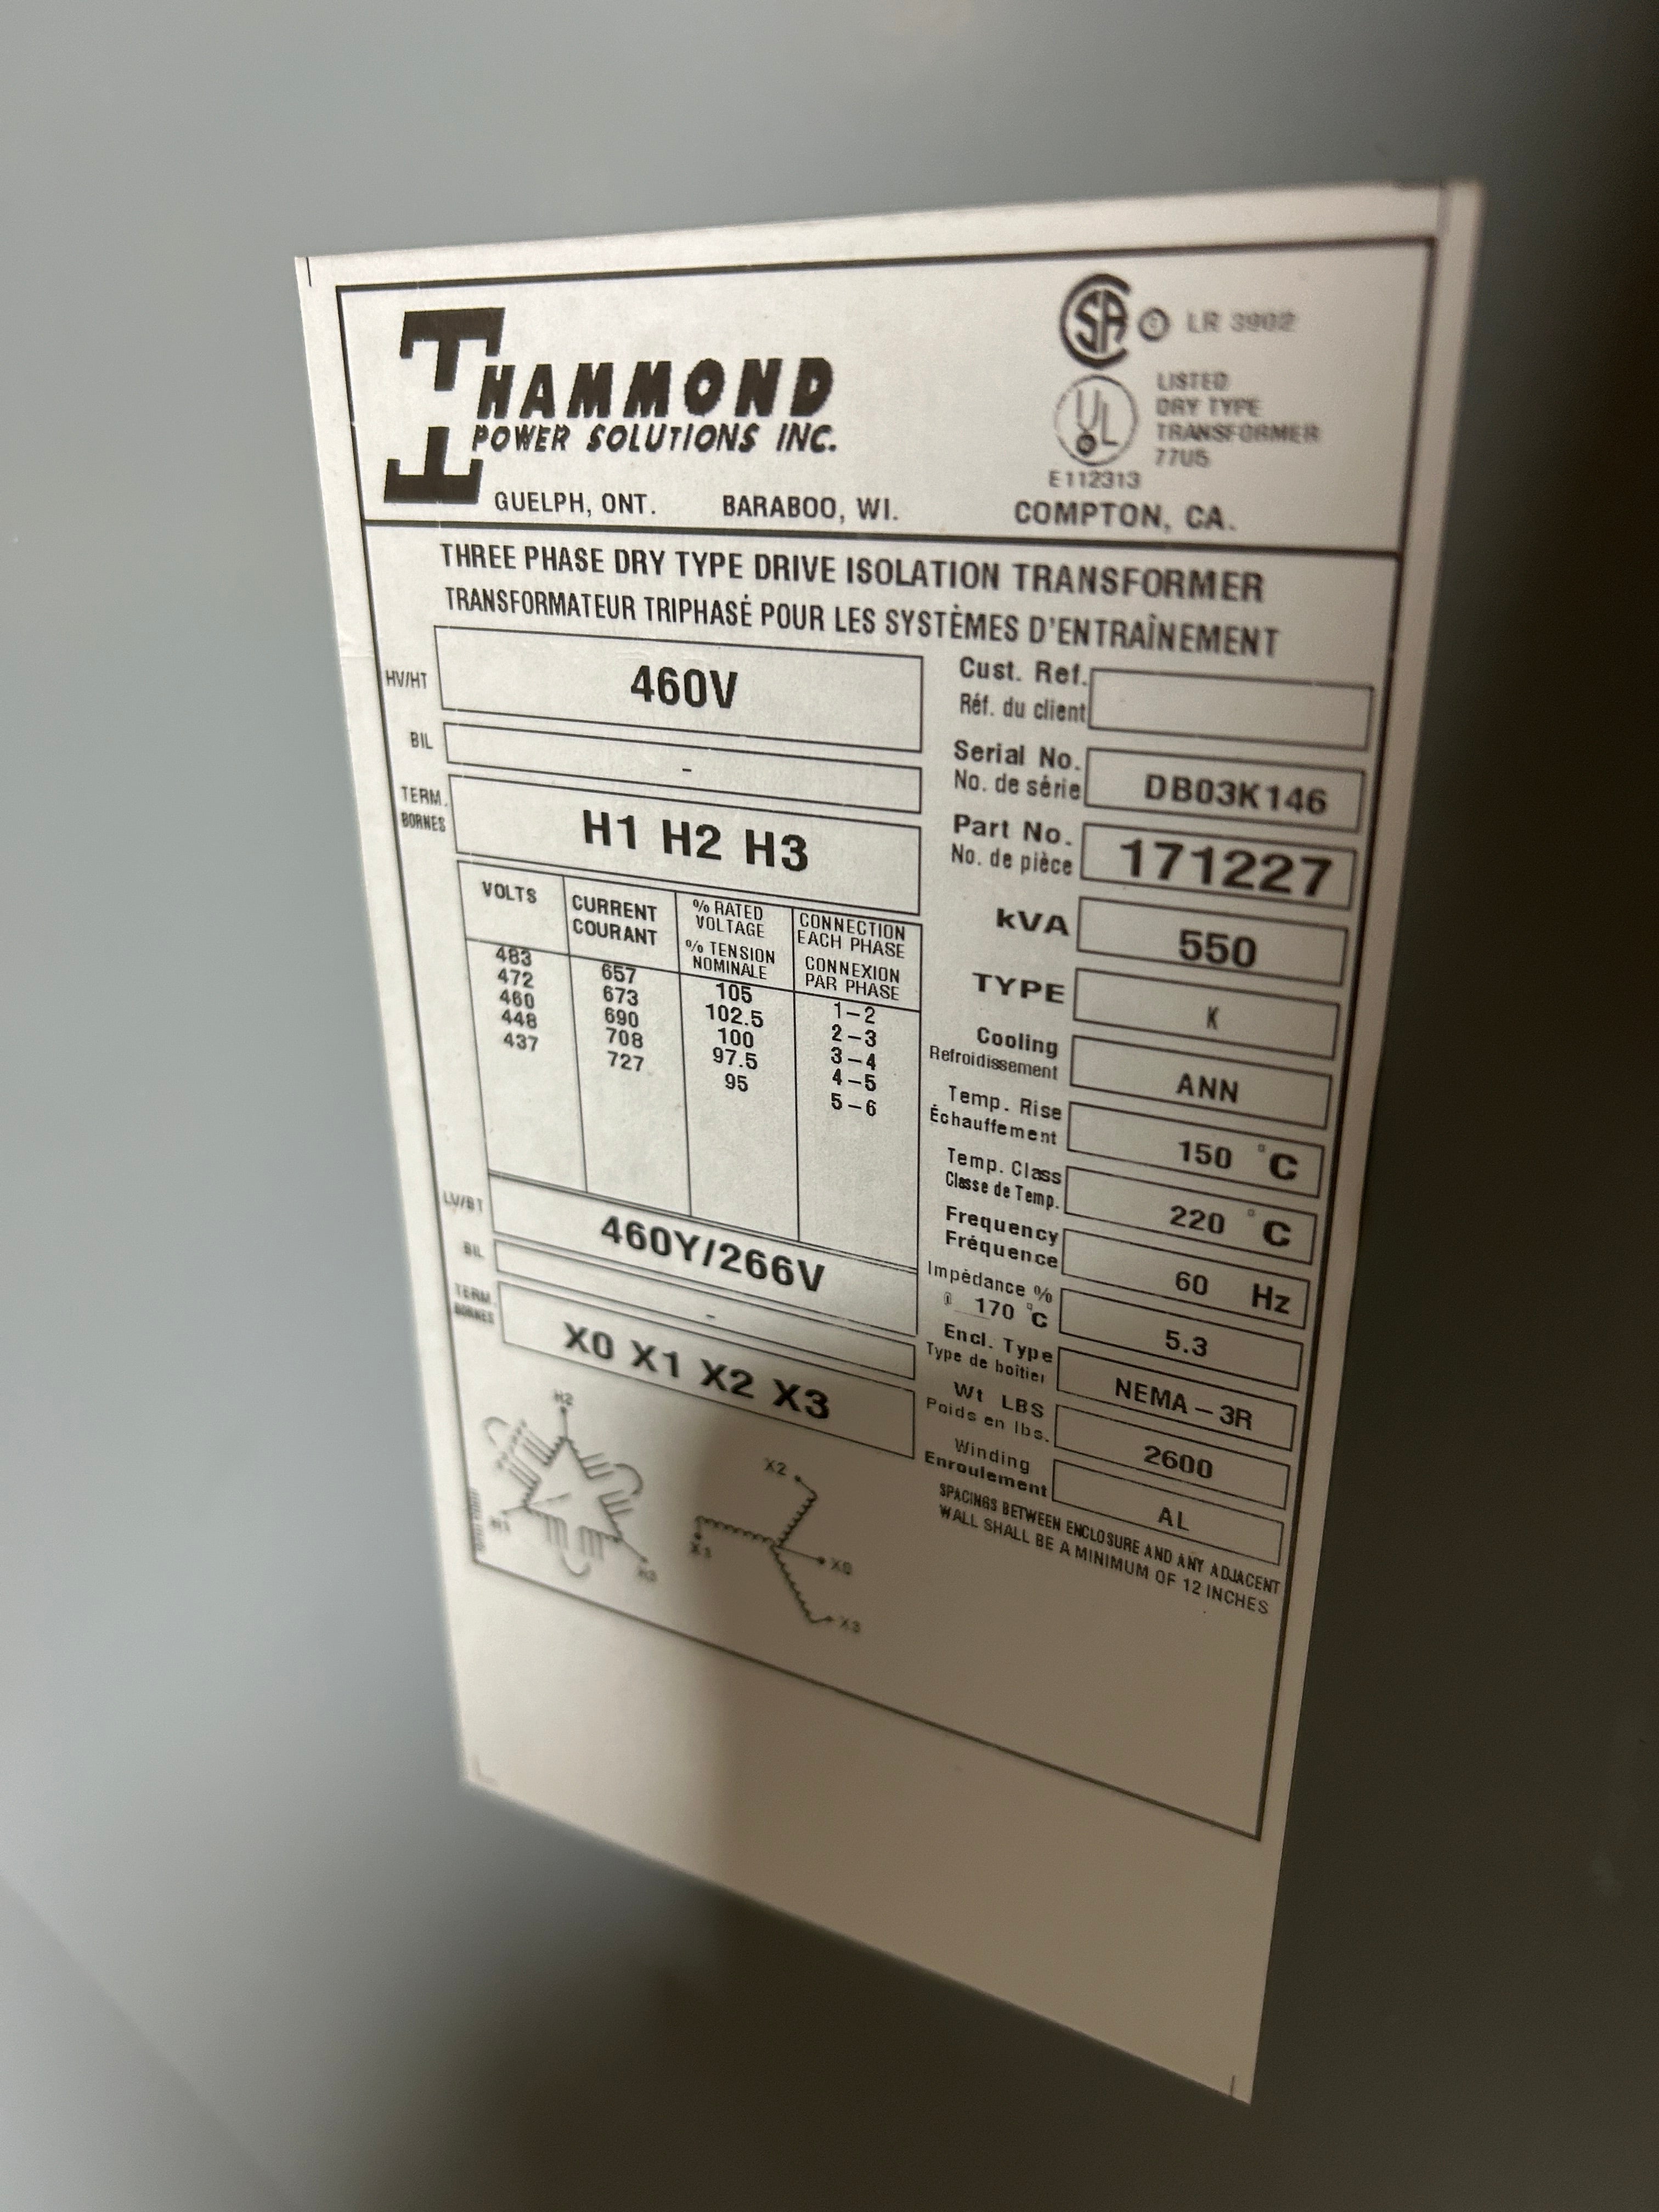 HAMMOND
POWER SOLUTIONS INC.
LR 3902
LISTED
DRY TYPE
TRANSFORMER
77U5
E112313
GUELPH, ONT. BARABOO, WI. COMPTON, CA.
THREE PHASE DRY TYPE DRIVE ISOLATION TRANSFORMER
TRANSFORMATEUR TRIPHASÉ POUR LES SYSTÈMES D'ENTRAÎNEMENT
HV/HT 460V
BIL -
TERM. BORNES H1 H2 H3
VOLTS CURRENT COURANT % RATED VOLTAGE % TENSION NOMINALE CONNECTION EACH PHASE CONNEXION PAR PHASE
483 657 105 1-2
472 673 102.5 2-3
460 690 100 3-4
448 708 97.5 4-5
437 727 95 5-6
LV/BT 460Y/266V
BIL -
TERM. BORNES X0 X1 X2 X3
H2
H1
H3
X2
X1
X0
X3
Cust. Ref.
Réf. du client
Serial No.
No. de série DB03K146
Part No.
No. de pièce 171227
kVA 550
TYPE K
Cooling
Refroidissement ANN
Temp. Rise
Échauffement 150 °C
Temp. Class
Classe de Temp. 220 °C
Frequency
Fréquence 60 Hz
Impédance %
170 °C 5.3
Encl. Type
Type de boîtier NEMA-3R
Wt LBS
Poids en lbs. 2600
Winding
Enroulement AL
SPACINGS BETWEEN ENCLOSURE AND ANY ADJACENT
WALL SHALL BE A MINIMUM OF 12 INCHES